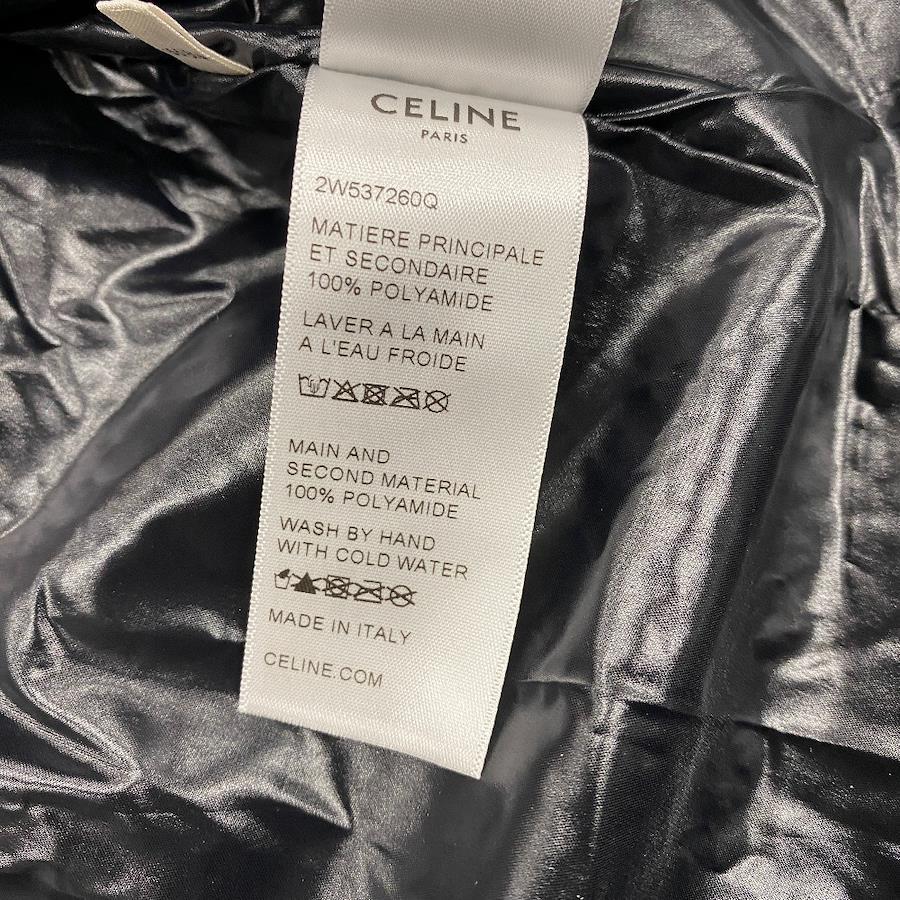 CELINE
PARIS
2W537260Q
MATIERE PRINCIPALE
ET SECONDAIRE
100% POLYAMIDE
LAVER A LA MAIN
A L'EAU FROIDE
MAIN AND
SECOND MATERIAL
100% POLYAMIDE
WASH BY HAND
WITH COLD WATER
MADE IN ITALY
CELINE.COM